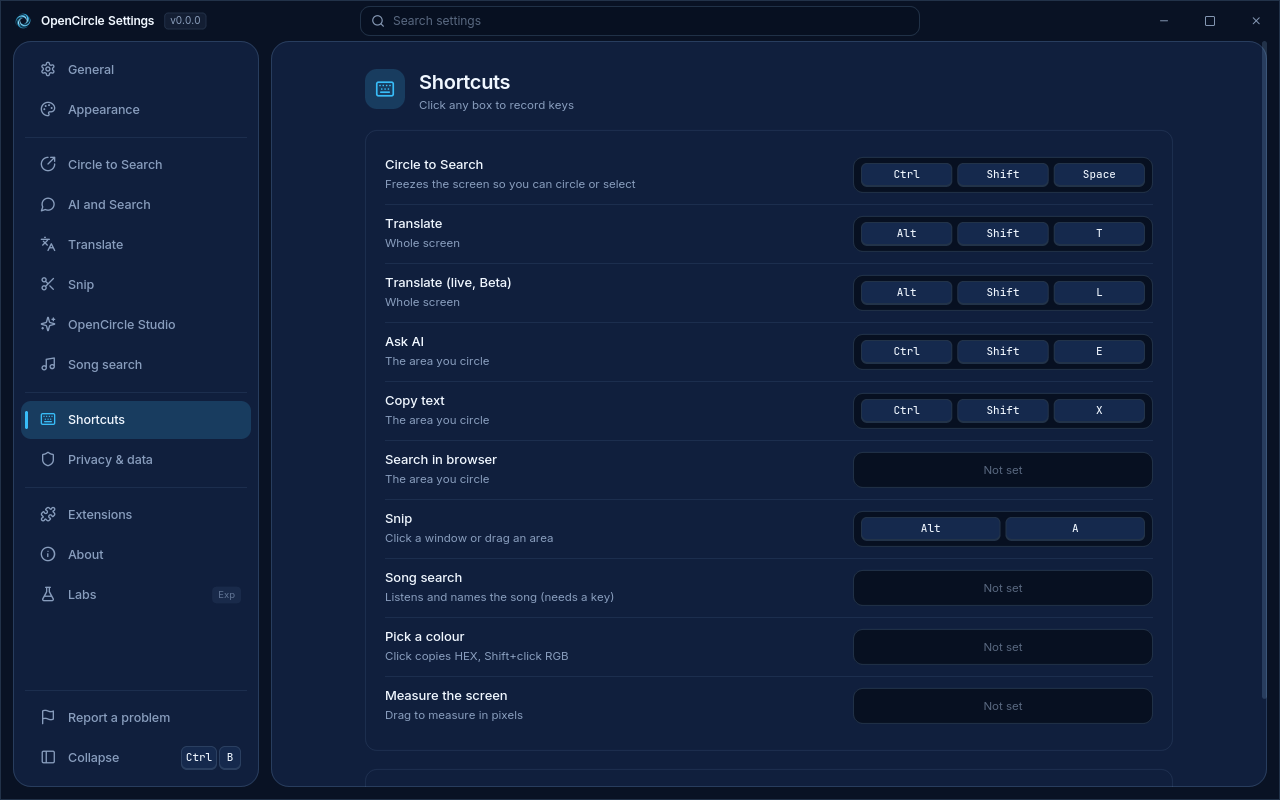 OpenCircle Settings v0.0.0
Search settings
General
Appearance
Circle to Search
AI and Search
Translate
Snip
OpenCircle Studio
Song search
Shortcuts
Privacy & data
Extensions
About
Labs Exp
Report a problem
Collapse Ctrl B
Shortcuts
Click any box to record keys
Circle to Search
Freezes the screen so you can circle or select
Ctrl Shift Space
Translate
Whole screen
Alt Shift T
Translate (live, Beta)
Whole screen
Alt Shift L
Ask AI
The area you circle
Ctrl Shift E
Copy text
The area you circle
Ctrl Shift X
Search in browser
The area you circle
Not set
Snip
Click a window or drag an area
Alt A
Song search
Listens and names the song (needs a key)
Not set
Pick a colour
Click copies HEX, Shift+click RGB
Not set
Measure the screen
Drag to measure in pixels
Not set